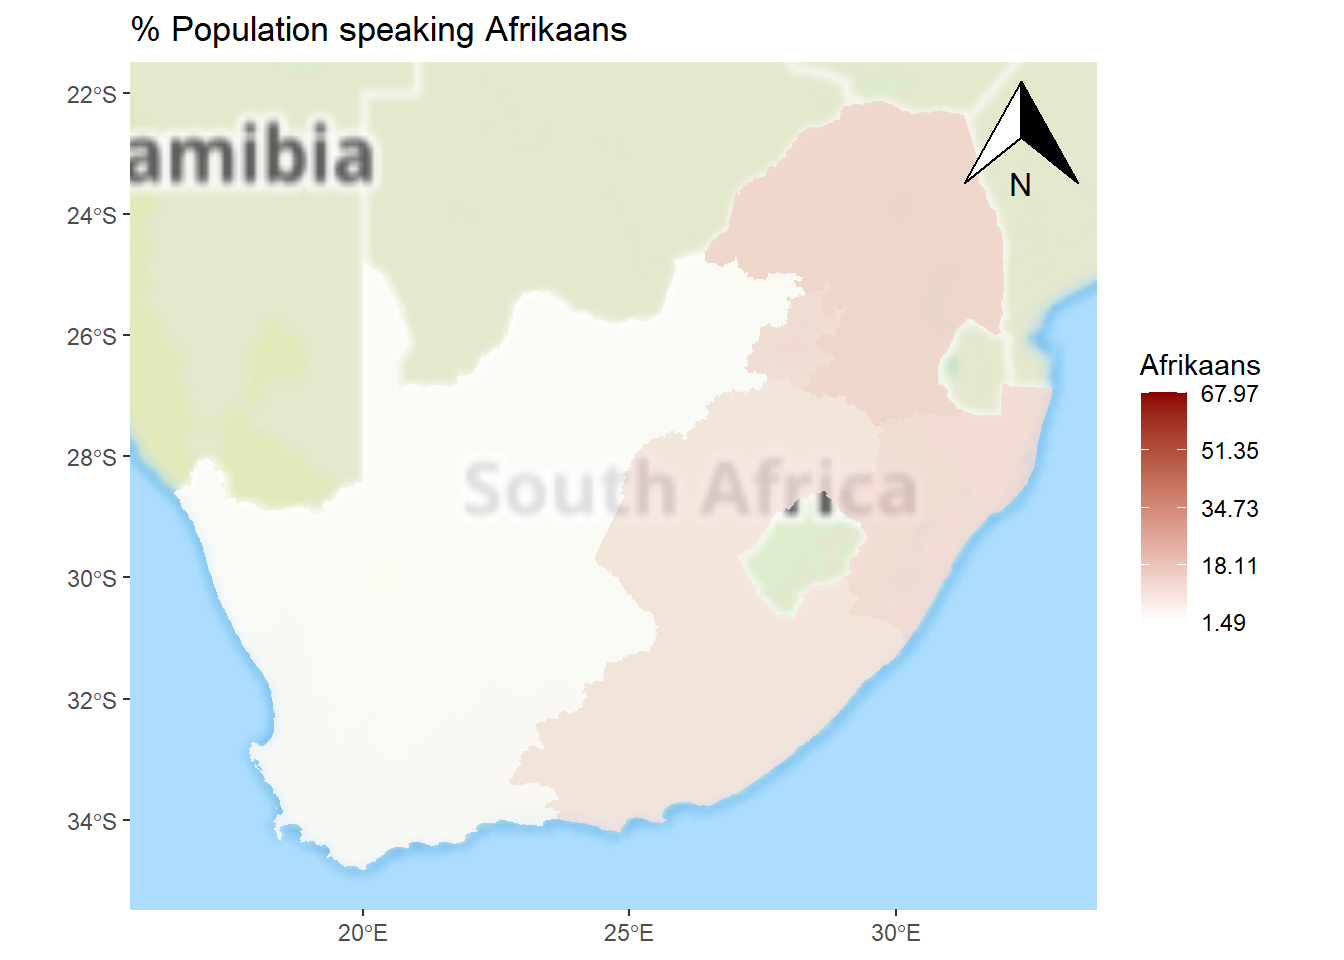 % Population speaking Afrikaans
22°S
24°S
26°S
28°S
30°S
32°S
34°S
amibia
N
South Africa
20°E
25°E
30°E
Afrikaans
67.97
51.35
34.73
18.11
1.49